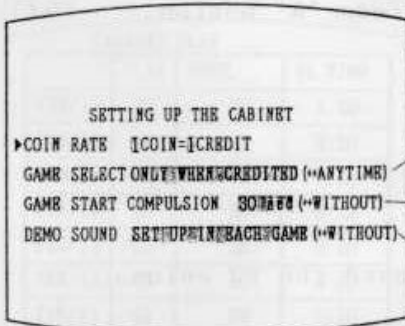 SETTING UP THE CABINET
▶COIN RATE 1COIN=1CREDIT
GAME SELECT ONLY WHEN CREDITED (↔ANYTIME)
GAME START COMPULSION 30 (↔WITHOUT)
DEMO SOUND SET UP IN EACH GAME (↔WITHOUT)